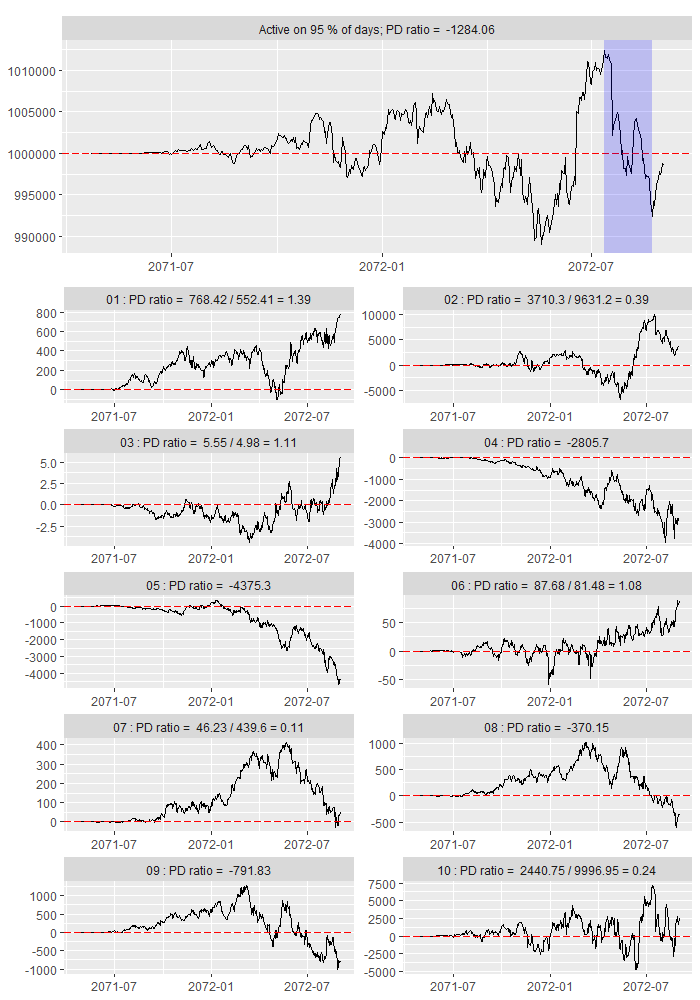 Active on 95 % of days; PD ratio = -1284.06
1010000
1005000
1000000
995000
990000
2071-07 2072-01 2072-07
01 : PD ratio = 768.42 / 552.41 = 1.39
800
600
400
200
0
2071-07 2072-01 2072-07
02 : PD ratio = 3710.3 / 9631.2 = 0.39
10000
5000
0
-5000
2071-07 2072-01 2072-07
03 : PD ratio = 5.55 / 4.98 = 1.11
5.0
2.5
0.0
-2.5
2071-07 2072-01 2072-07
04 : PD ratio = -2805.7
0
-1000
-2000
-3000
-4000
2071-07 2072-01 2072-07
05 : PD ratio = -4375.3
0
-1000
-2000
-3000
-4000
2071-07 2072-01 2072-07
06 : PD ratio = 87.68 / 81.48 = 1.08
50
0
-50
2071-07 2072-01 2072-07
07 : PD ratio = 46.23 / 439.6 = 0.11
400
300
200
100
0
2071-07 2072-01 2072-07
08 : PD ratio = -370.15
1000
500
0
-500
2071-07 2072-01 2072-07
09 : PD ratio = -791.83
1000
500
0
-500
-1000
2071-07 2072-01 2072-07
10 : PD ratio = 2440.75 / 9996.95 = 0.24
7500
5000
2500
0
-2500
-5000
2071-07 2072-01 2072-07